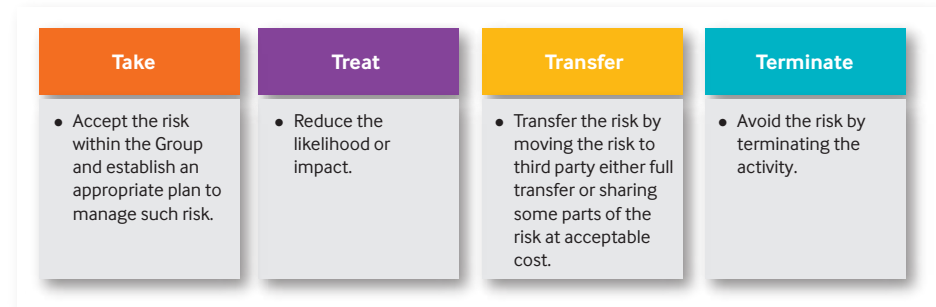 Take
• Accept the risk
within the Group
and establish an
appropriate plan to
manage such risk.
Treat
• Reduce the
likelihood or
impact.
Transfer
• Transfer the risk by
moving the risk to
third party either full
transfer or sharing
some parts of the
risk at acceptable
cost.
Terminate
• Avoid the risk by
terminating the
activity.